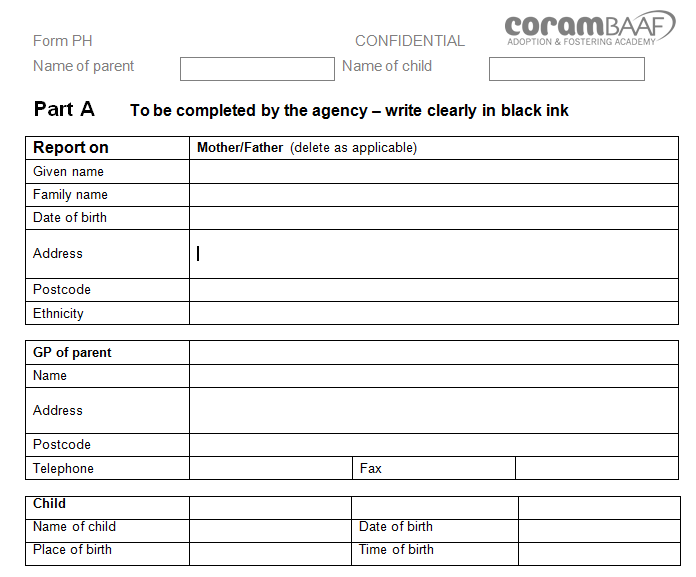 coramBAAF
ADOPTION & FOSTERING ACADEMY
Form PH CONFIDENTIAL
Name of parent Name of child
Part A To be completed by the agency – write clearly in black ink
Report on Mother/Father (delete as applicable)
Given name
Family name
Date of birth
Address
Postcode
Ethnicity
GP of parent
Name
Address
Postcode
Telephone Fax
Child
Name of child Date of birth
Place of birth Time of birth